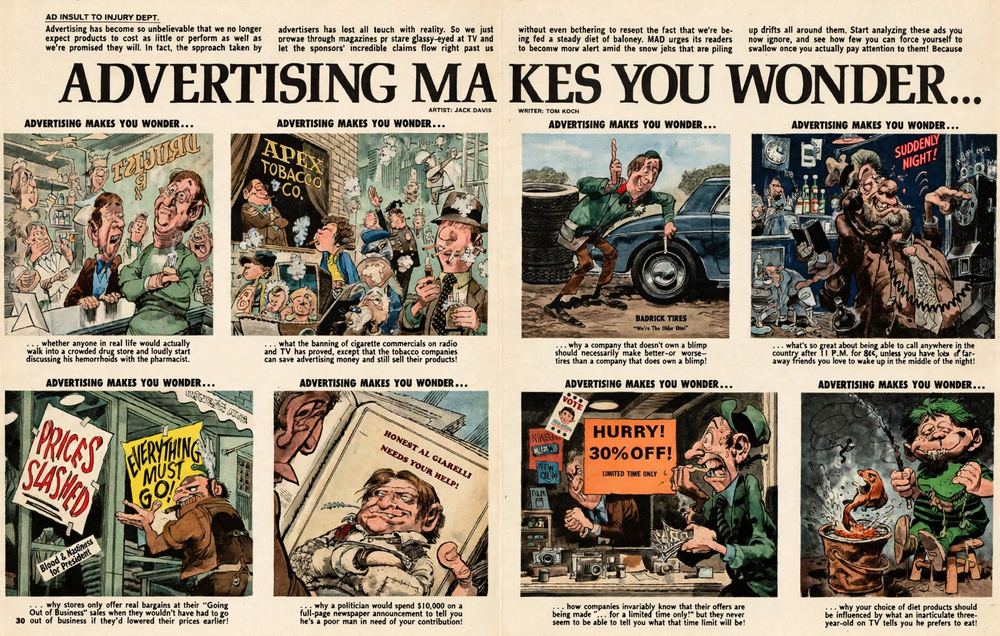 AD INSULT TO INJURY DEPT.
Advertising has become so unbelievable that we no longer
expect products to cost as little or perform as well as
we're promised they will. In fact, the approach taken by
advertisers has lost all touch with reality. So we just
prowse through magazines pr stare glassy-eyed at TV and
let the sponsors' incredible claims flow right past us
without even bothering to resent the fact that we're be-
ing fed a steady diet of baloney. MAD urges its readers
to becomw morv alert amid the snow jehs that are piling
up drifts all around them. Start analyzing these ads you
now ignore, and see how few you can force yourself to
swallow once you actually pay attention to them! Because
ADVERTISING MAKES YOU WONDER...
ARTIST: JACK DAVIS
WRITER: TOM KOCH
ADVERTISING MAKES YOU WONDER...
... whether anyone in real life would actually
walk into a crowded drug store and loudly start
discussing his hemorrhoids with the pharmacist.
ADVERTISING MAKES YOU WONDER...
APEX
TOBACCO
CO.
... what the banning of cigarette commercials on radio
and TV has proved, except that the tobacco companies
can save advertising money and still sell their products!
ADVERTISING MAKES YOU WONDER...
BADRICK TIRES
"We're The Older One!"
... why a company that doesn't own a blimp
should necessarily make better-or worse-
tires than a company that does own a blimp!
ADVERTISING MAKES YOU WONDER...
SUDDENLY
NIGHT!
... what's so great about being able to call anywhere in the
country after 11 P.M. for 86¢, unless you have lots of far-
away friends you love to wake up in the middle of the night!
ADVERTISING MAKES YOU WONDER...
PRICES
SLASHED
EVERYTHING
MUST
GO!
Blood & Nastiness
for President!
... why stores only offer real bargains at their "Going
Out of Business" sales when they wouldn't have had to go
out of business if they'd lowered their prices earlier!
30
ADVERTISING MAKES YOU WONDER...
HONEST AL GIARELLI
NEEDS YOUR HELP!
... why a politician would spend $10,000 on a
full-page newspaper announcement to tell you
he's a poor man in need of your contribution!
ADVERTISING MAKES YOU WONDER...
VOTE
HURRY!
30% OFF!
LIMITED TIME ONLY
... how companies invariably know that their offers are
being made "... for a limited time only!" but they never
seem to be able to tell you what that time limit will be!
ADVERTISING MAKES YOU WONDER...
... why your choice of diet products should
be influenced by what an inarticulate three-
year-old on TV tells you he prefers to eat!